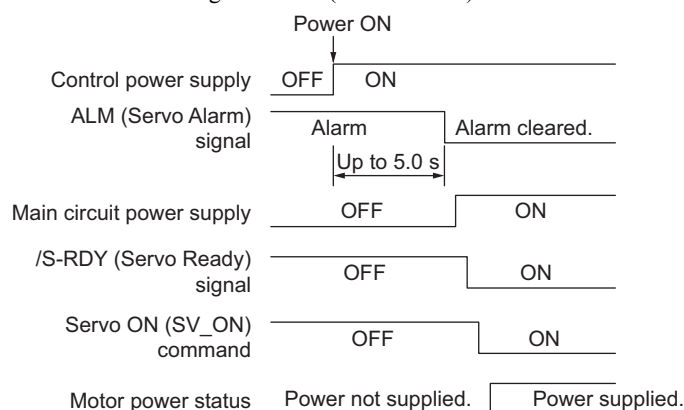 Power ON
Control power supply OFF ON
ALM (Servo Alarm)
signal
Alarm Alarm cleared.
Up to 5.0 s
Main circuit power supply OFF ON
/S-RDY (Servo Ready)
signal
OFF ON
Servo ON (SV_ON)
command
OFF ON
Motor power status Power not supplied. Power supplied.